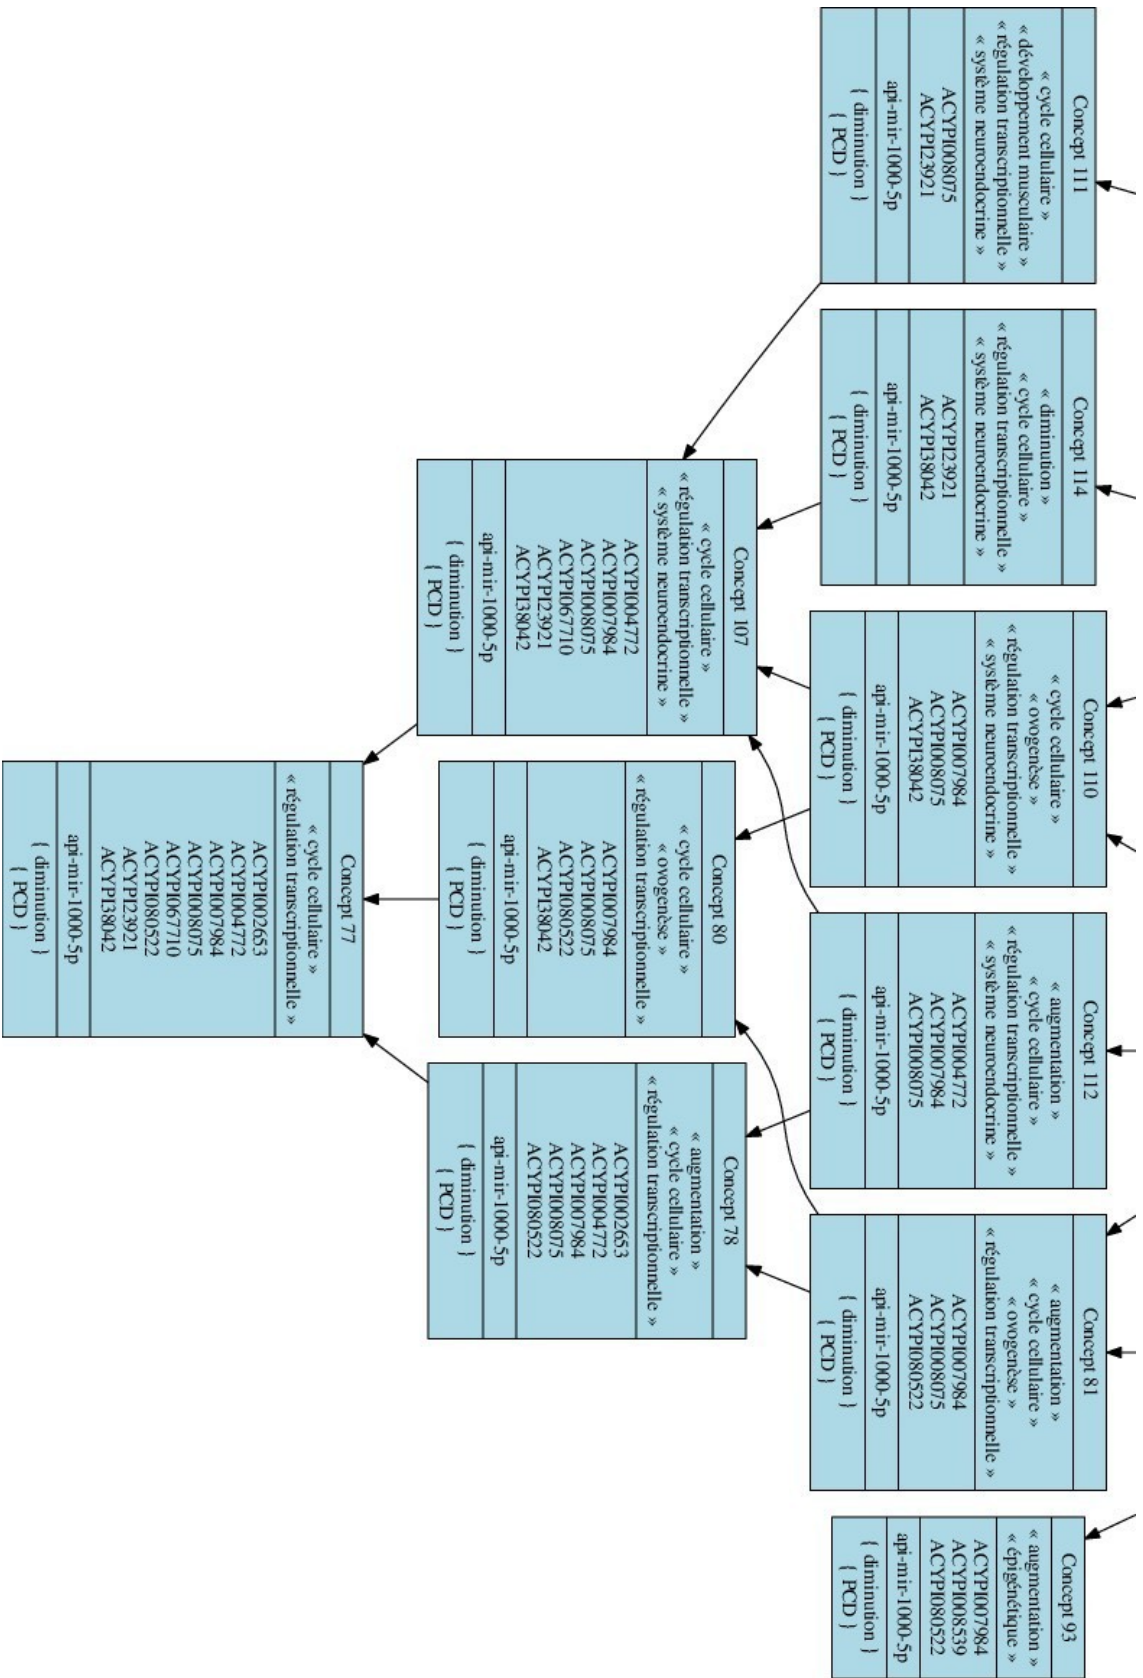 Concept 111
« cycle cellulaire »
« développement musculaire »
« régulation transcriptionnelle »
« système neuroendocrine »
ACYPI008075
ACYPI23921
api-mir-1000-5p
{ diminution }
{ PCD }
Concept 114
« diminution »
« cycle cellulaire »
« régulation transcriptionnelle »
« système neuroendocrine »
ACYPI23921
ACYPI38042
api-mir-1000-5p
{ diminution }
{ PCD }
Concept 110
« cycle cellulaire »
« ovogenèse »
« régulation transcriptionnelle »
« système neuroendocrine »
ACYPI007984
ACYPI008075
ACYPI38042
api-mir-1000-5p
{ diminution }
{ PCD }
Concept 112
« augmentation »
« cycle cellulaire »
« régulation transcriptionnelle »
« système neuroendocrine »
ACYPI004772
ACYPI007984
ACYPI008075
api-mir-1000-5p
{ diminution }
{ PCD }
Concept 81
« augmentation »
« cycle cellulaire »
« ovogenèse »
« régulation transcriptionnelle »
ACYPI007984
ACYPI008075
ACYPI080522
api-mir-1000-5p
{ diminution }
{ PCD }
Concept 93
« augmentation »
« épigénétique »
ACYPI007984
ACYPI008539
ACYPI080522
api-mir-1000-5p
{ diminution }
{ PCD }
Concept 107
« cycle cellulaire »
« régulation transcriptionnelle »
« système neuroendocrine »
ACYPI004772
ACYPI007984
ACYPI008075
ACYPI067710
ACYPI23921
ACYPI38042
api-mir-1000-5p
{ diminution }
{ PCD }
Concept 80
« cycle cellulaire »
« ovogenèse »
« régulation transcriptionnelle »
ACYPI007984
ACYPI008075
ACYPI080522
ACYPI38042
api-mir-1000-5p
{ diminution }
{ PCD }
Concept 78
« augmentation »
« cycle cellulaire »
« régulation transcriptionnelle »
ACYPI002653
ACYPI004772
ACYPI007984
ACYPI008075
ACYPI080522
api-mir-1000-5p
{ diminution }
{ PCD }
Concept 77
« cycle cellulaire »
« régulation transcriptionnelle »
ACYPI002653
ACYPI004772
ACYPI007984
ACYPI008075
ACYPI067710
ACYPI080522
ACYPI23921
ACYPI38042
api-mir-1000-5p
{ diminution }
{ PCD }